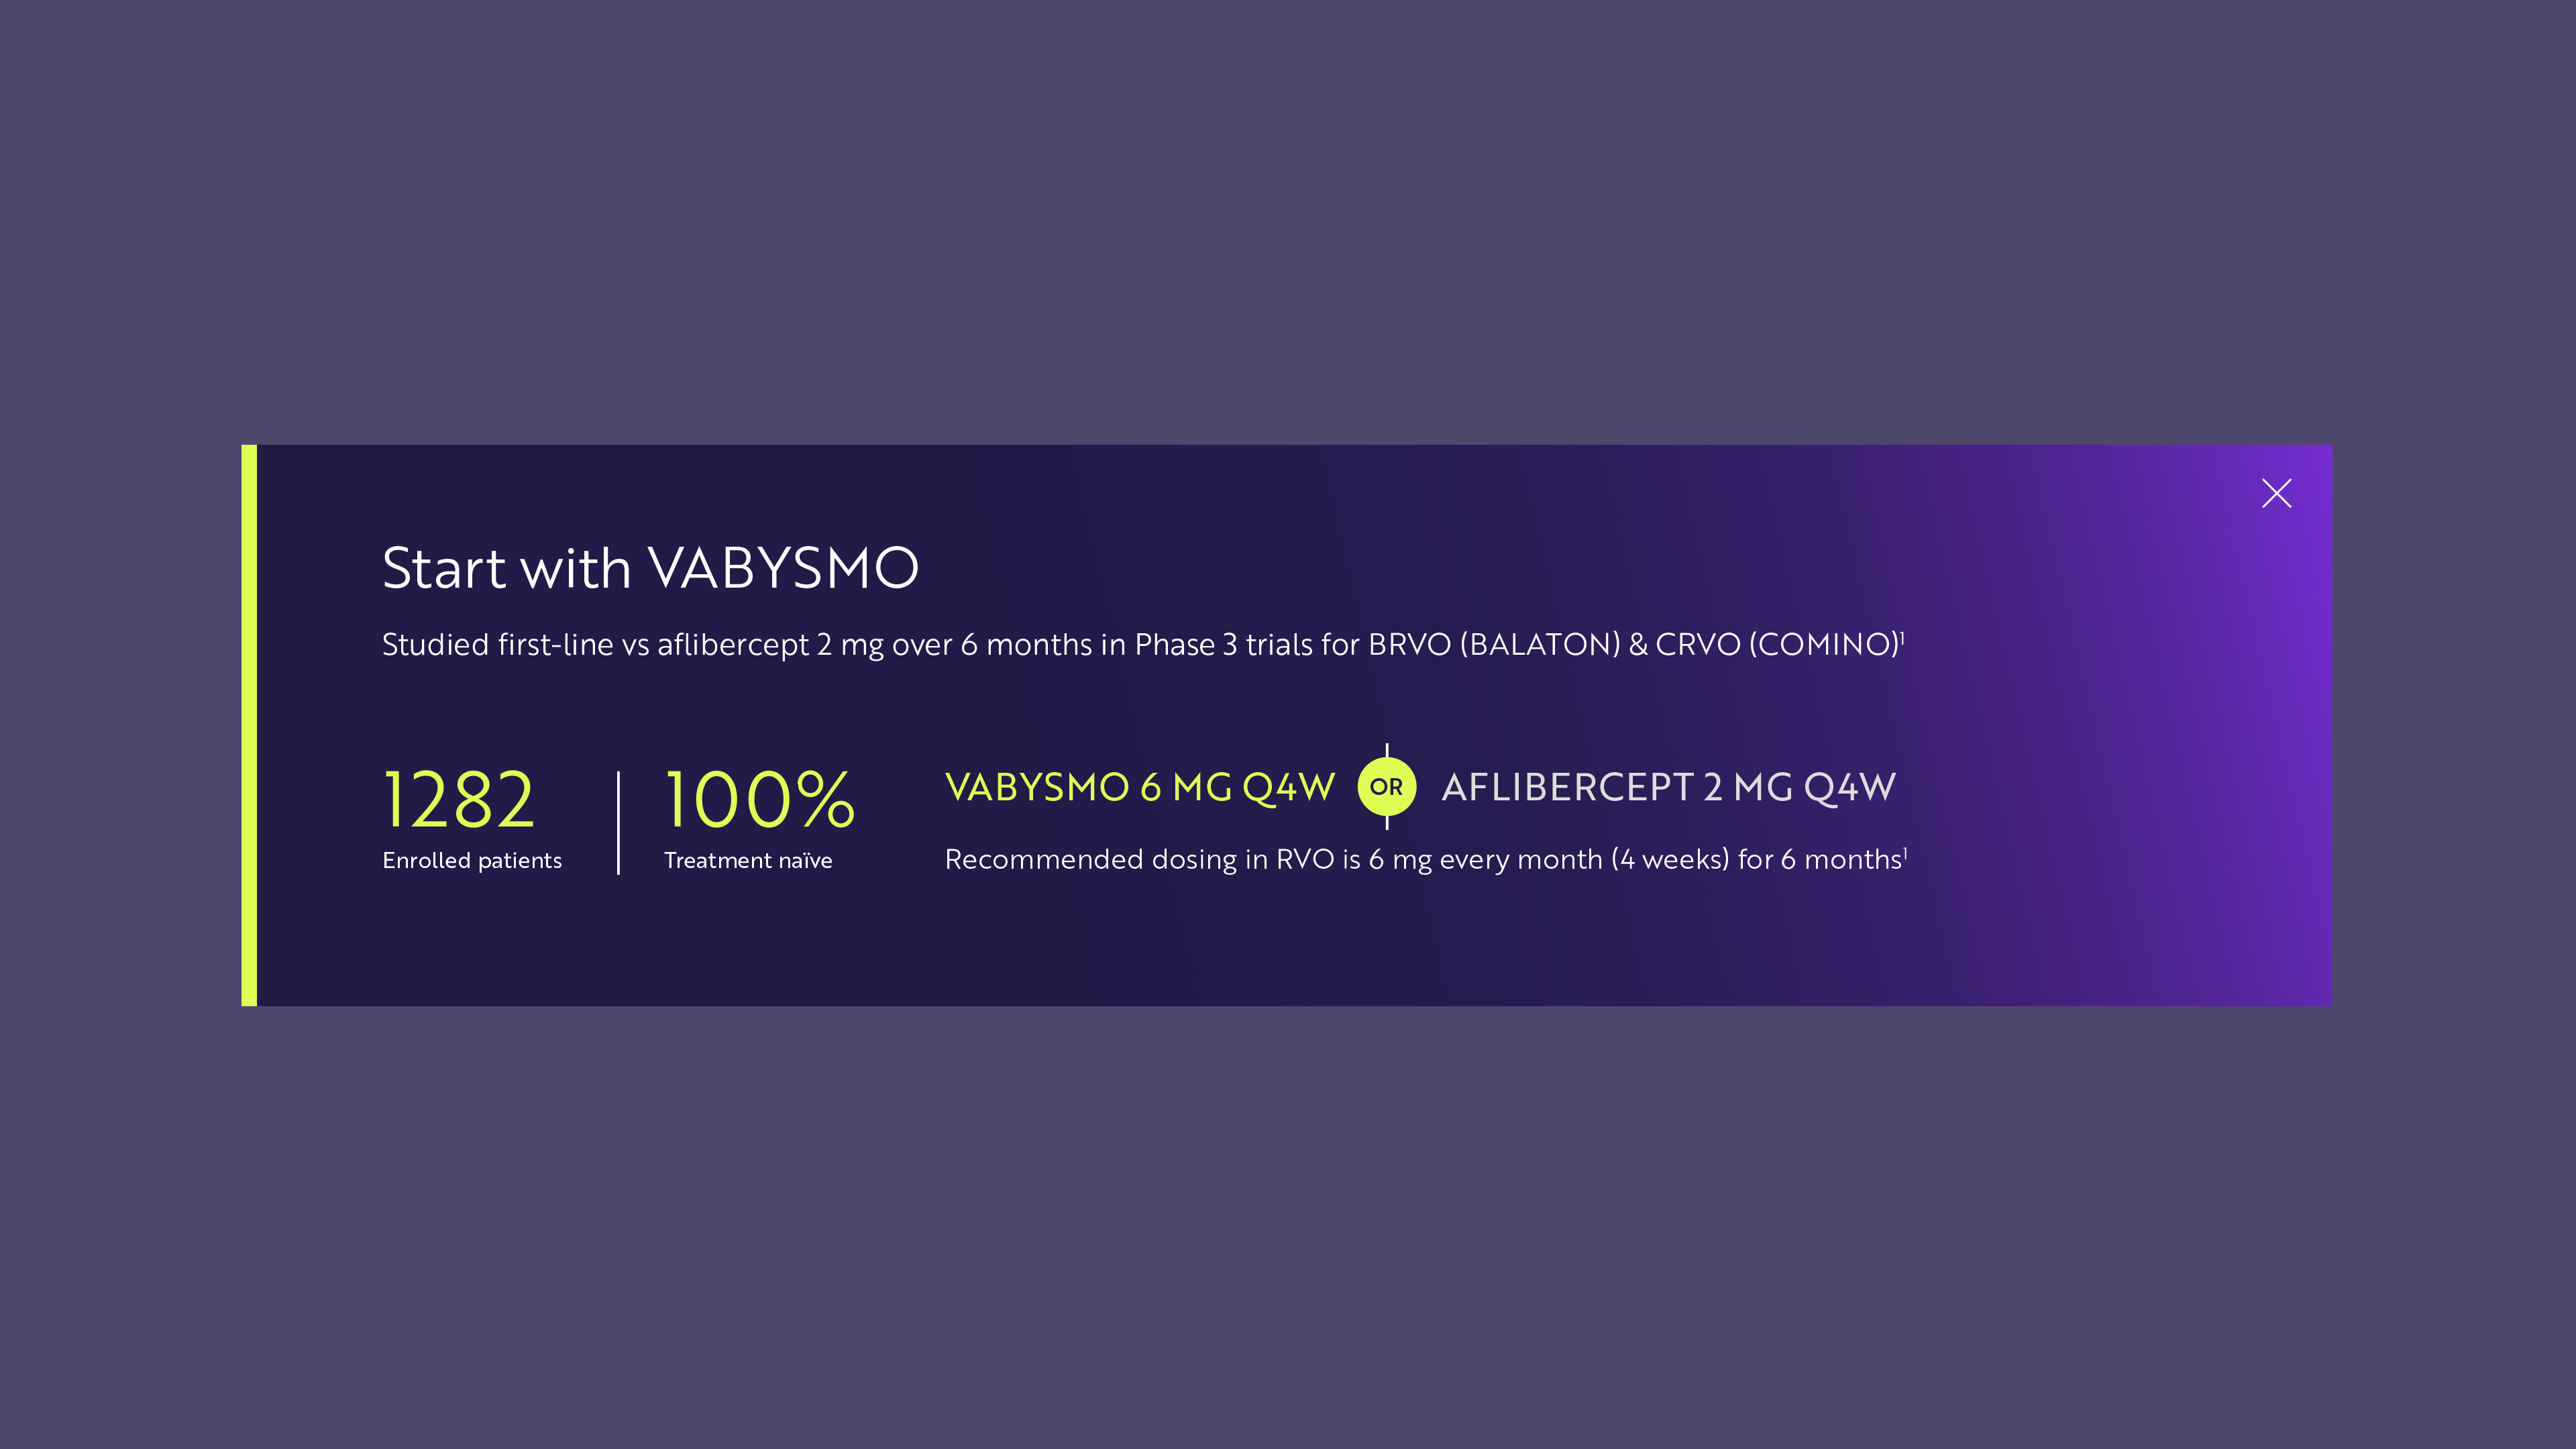 Start with VABYSMO
Studied first-line vs aflibercept 2 mg over 6 months in Phase 3 trials for BRVO (BALATON) & CRVO (COMINO)¹
1282
Enrolled patients
100%
Treatment naïve
VABYSMO 6 MG Q4W OR AFLIBERCEPT 2 MG Q4W
Recommended dosing in RVO is 6 mg every month (4 weeks) for 6 months¹